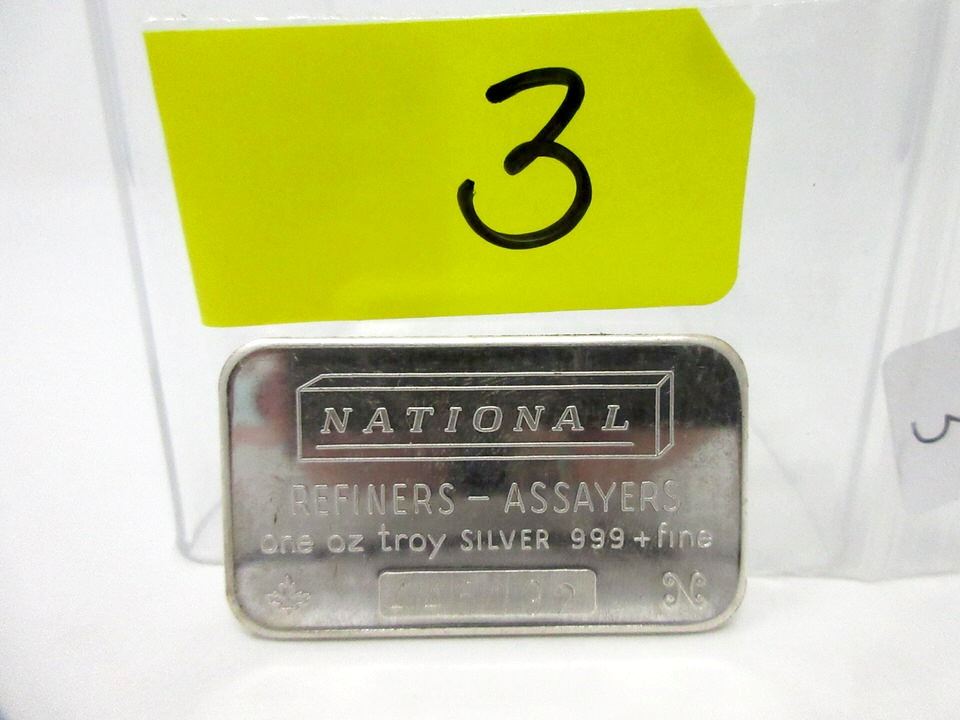 3
NATIONAL
REFINERS - ASSAYERS
one oz troy SILVER 999+fine
N